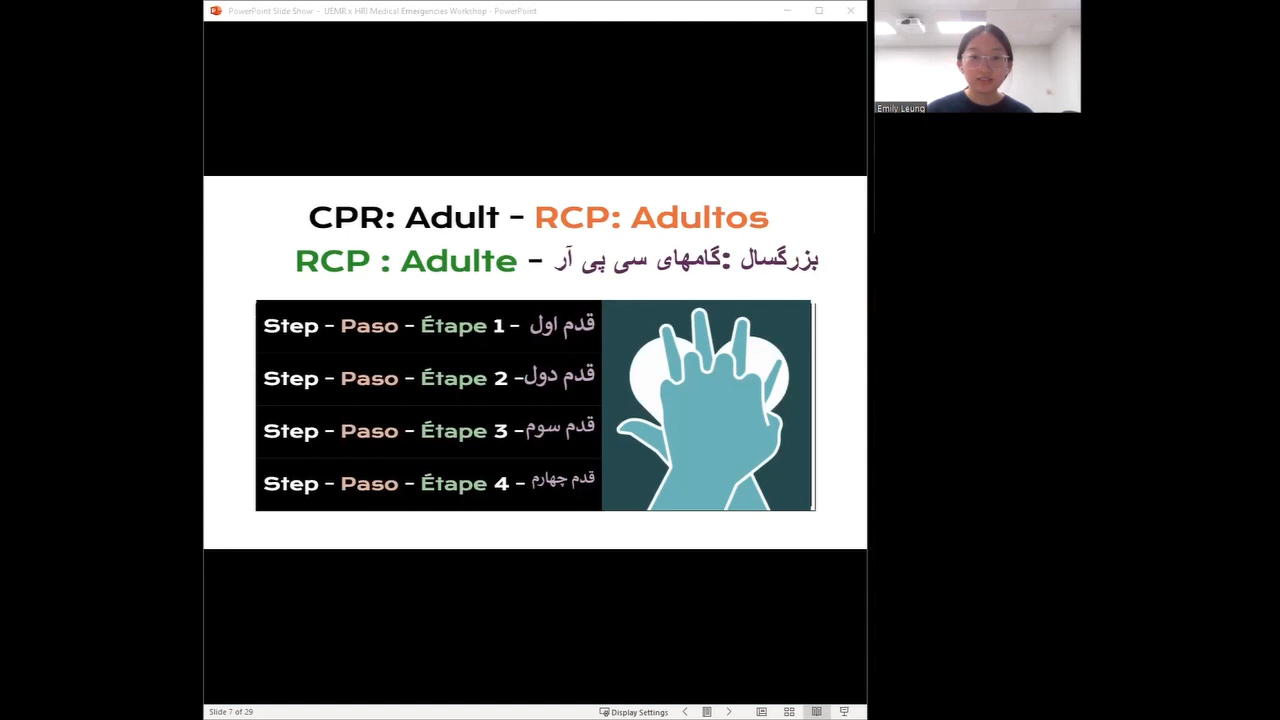 PowerPoint Slide Show - UEMR x HRI Medical Emergencies Workshop - PowerPoint
Emily Leung
CPR: Adult - RCP: Adultos
RCP : Adulte - بزرگسال :گامهای سی پی آر
Step - Paso - Étape 1 - قدم اول
Step - Paso - Étape 2 -قدم دول
Step - Paso - Étape 3 -قدم سوم
Step - Paso - Étape 4 - قدم چهارم
Slide 7 of 29
Display Settings